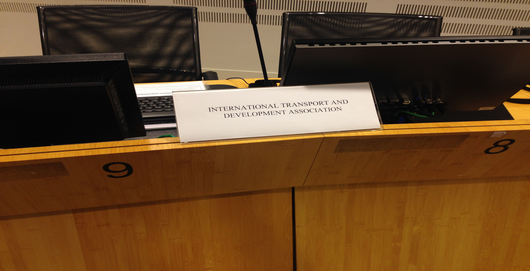 INTERNATIONAL TRANSPORT AND
DEVELOPMENT ASSOCIATION
9
8